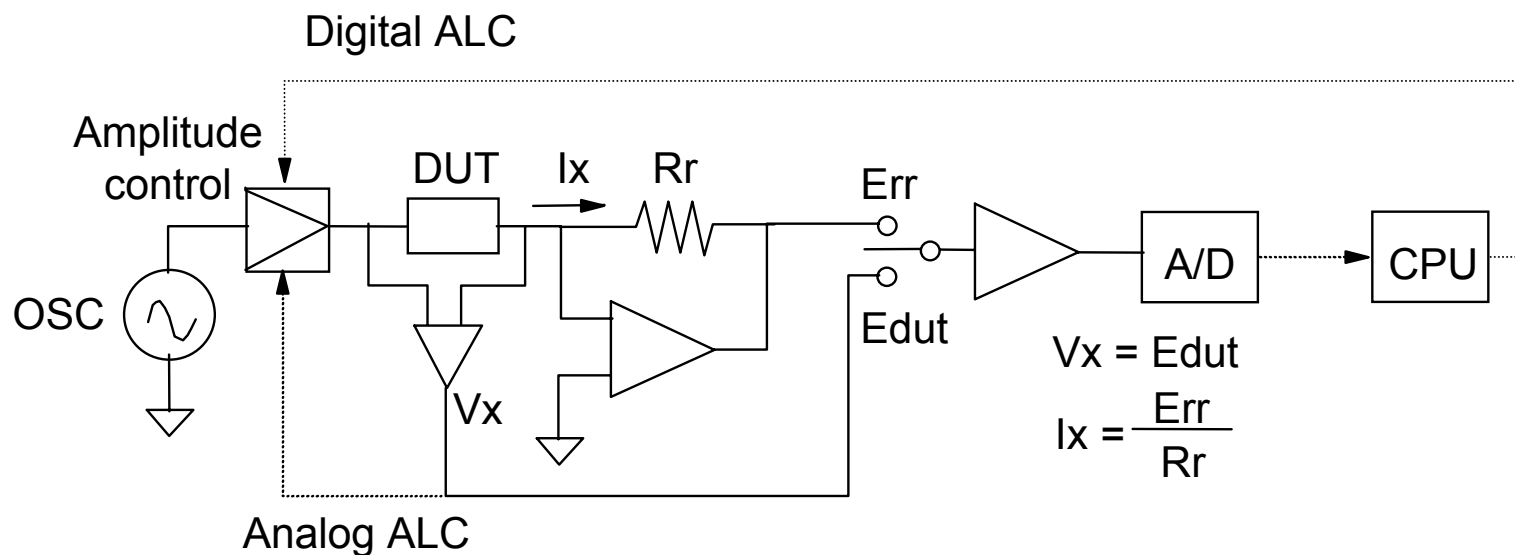 Digital ALC
Amplitude
control
DUT
Ix
Rr
Err
OSC
Vx
Edut
A/D
CPU
Vx = Edut
Ix = Err
Rr
Analog ALC